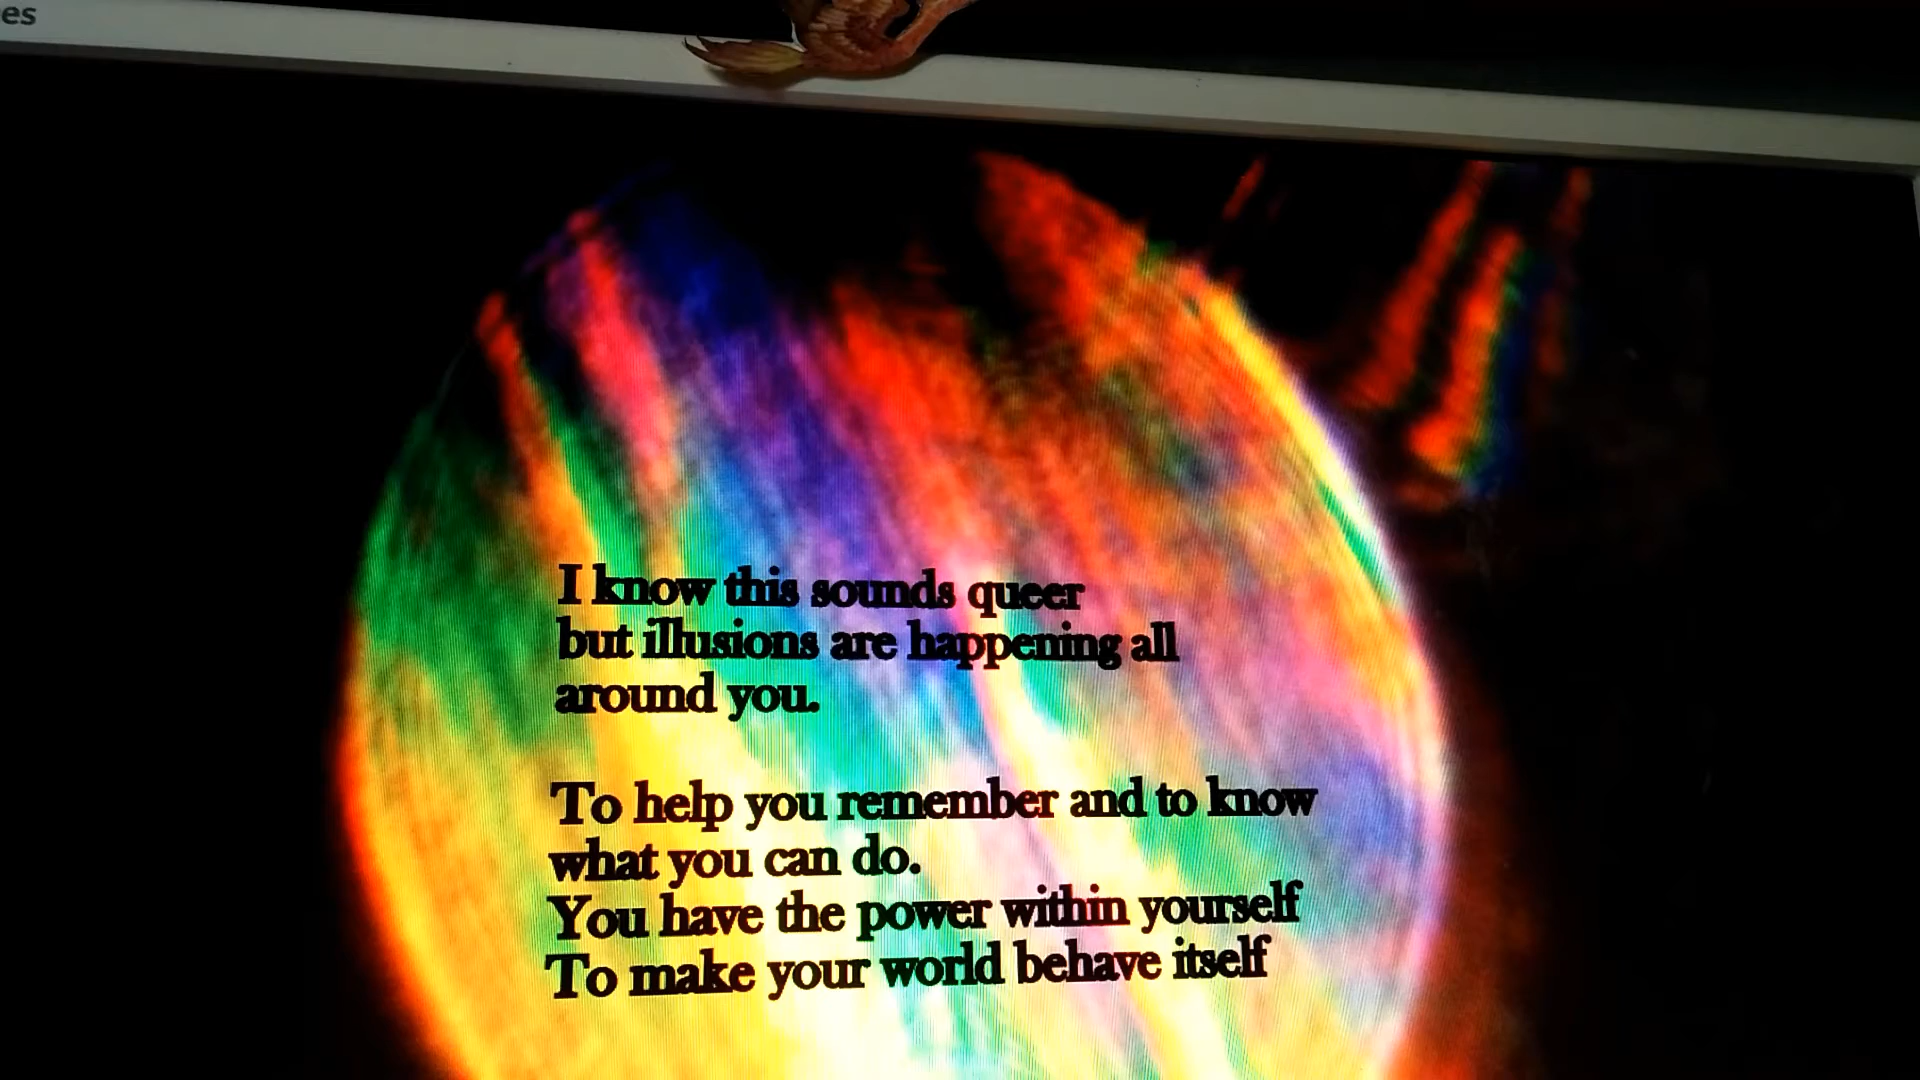 es
I know this sounds queer
but illusions are happening all
around you.
To help you remember and to know
what you can do.
You have the power within yourself
To make your world behave itself